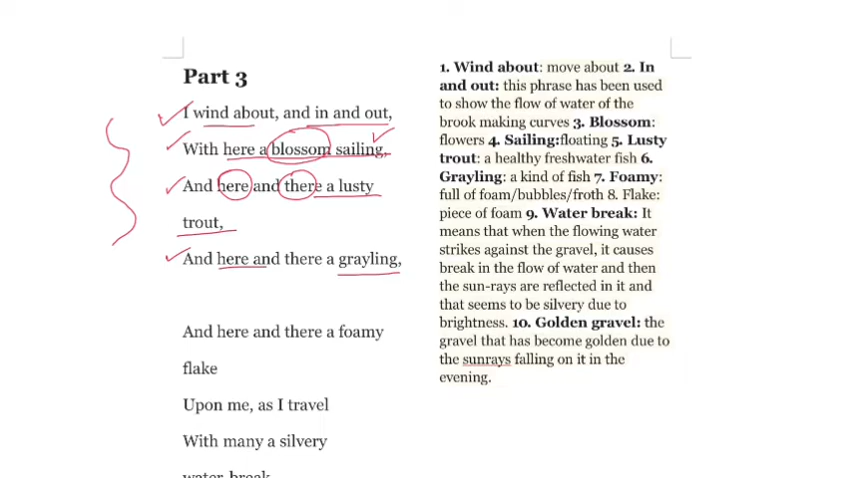 Part 3
I wind about, and in and out,
With here a blossom sailing,
And here and there a lusty
trout,
And here and there a grayling,
And here and there a foamy
flake
Upon me, as I travel
With many a silvery
water-break
1. Wind about: move about 2. In
and out: this phrase has been used
to show the flow of water of the
brook making curves 3. Blossom:
flowers 4. Sailing:floating 5. Lusty
trout: a healthy freshwater fish 6.
Grayling: a kind of fish 7. Foamy:
full of foam/bubbles/froth 8. Flake:
piece of foam 9. Water break: It
means that when the flowing water
strikes against the gravel, it causes
break in the flow of water and then
the sun-rays are reflected in it and
that seems to be silvery due to
brightness. 10. Golden gravel: the
gravel that has become golden due to
the sunrays falling on it in the
evening.